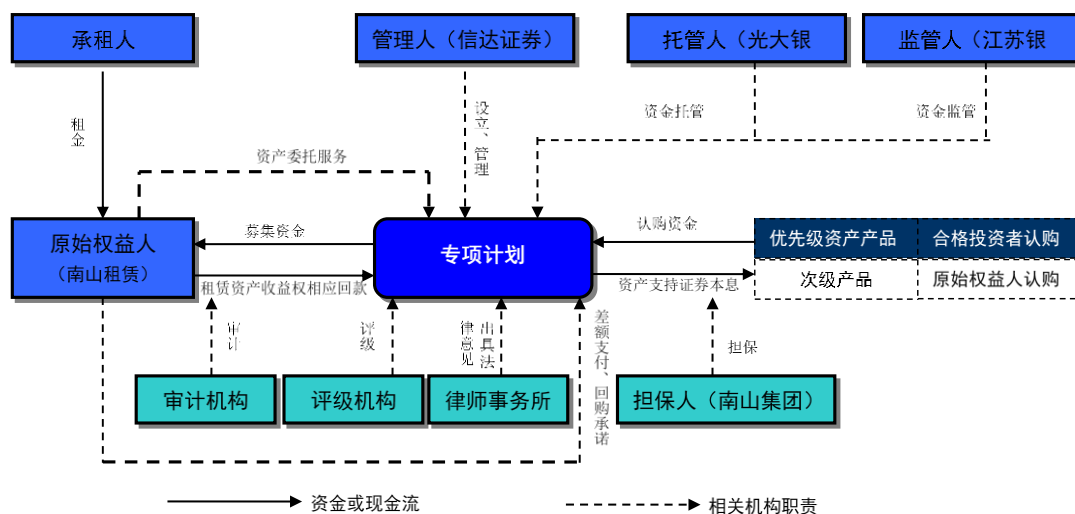 承租人
管理人（信达证券）
托管人（光大银
监管人（江苏银
租金
设立、管理
资金托管
资金监管
资产委托服务
原始权益人
（南山租赁）
募集资金
租赁资产收益权相应回款
专项计划
认购资金
资产支持证券本息
优先级资产产品
合格投资者认购
次级产品
原始权益人认购
审计
评级
出具法
律意见
差额支付、回购承诺
担保
审计机构
评级机构
律师事务所
担保人（南山集团）
资金或现金流
相关机构职责